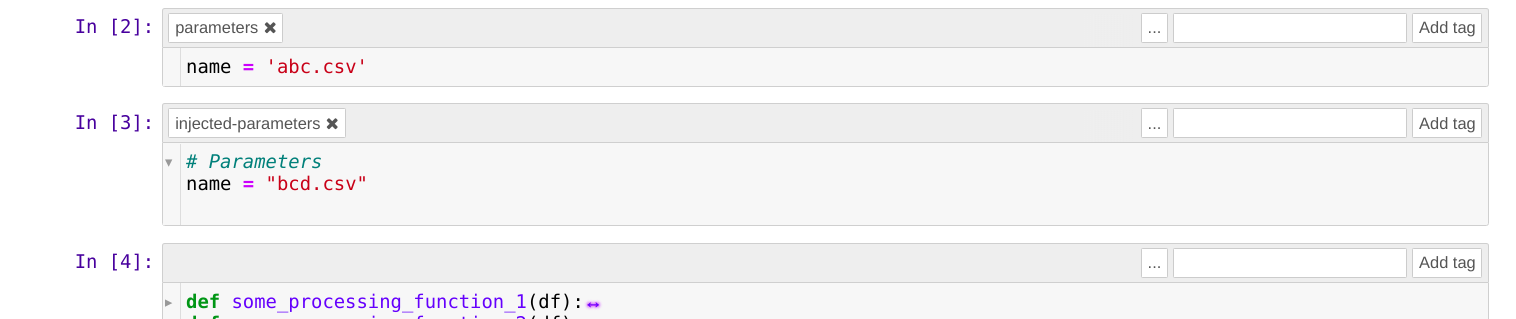 In [2]:
parameters ✖ ... Add tag
name = 'abc.csv'
In [3]:
injected-parameters ✖ ... Add tag
# Parameters
name = "bcd.csv"
In [4]:
... Add tag
def some_processing_function_1(df):↔